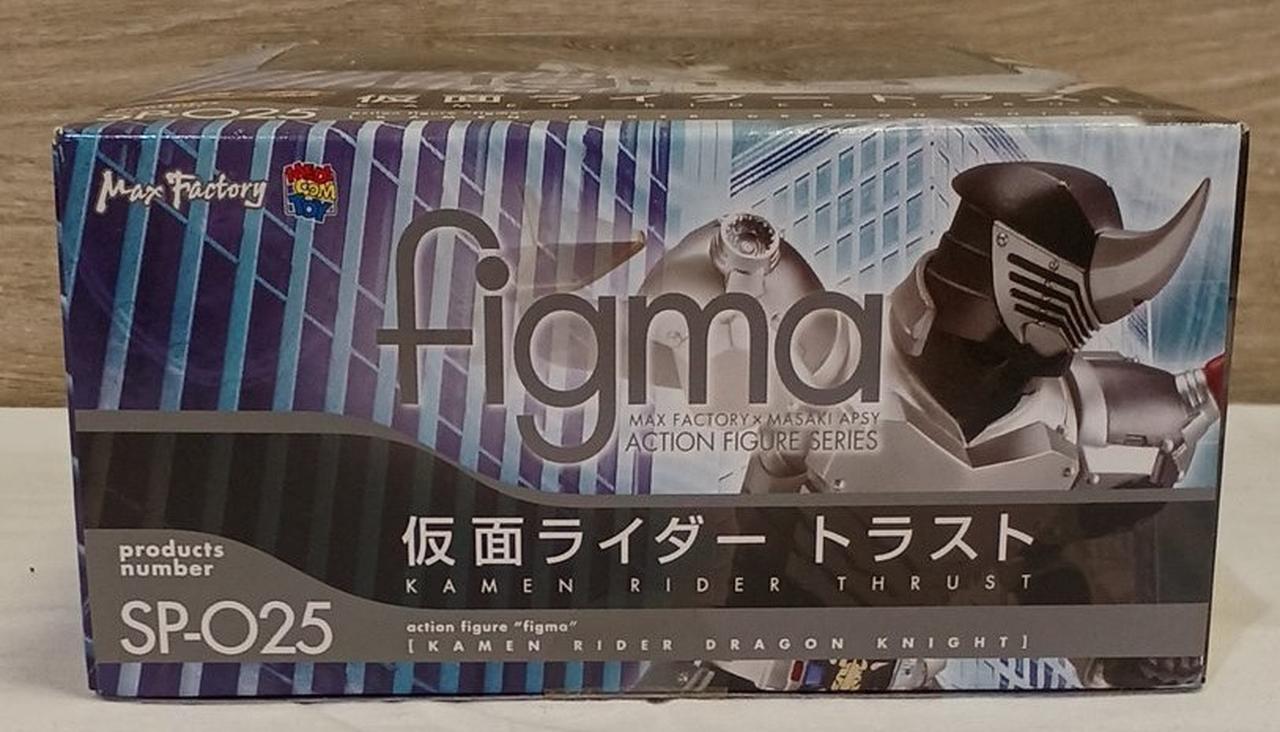 SP-025
仮面ライダー トラスト
Max Factory
MEDI
COM
TOY
figma
MAX FACTORY × MASAKI APSY
ACTION FIGURE SERIES
仮面ライダー トラスト
KAMEN RIDER THRUST
products
number
SP-025
action figure "figma"
[KAMEN RIDER DRAGON KNIGHT]